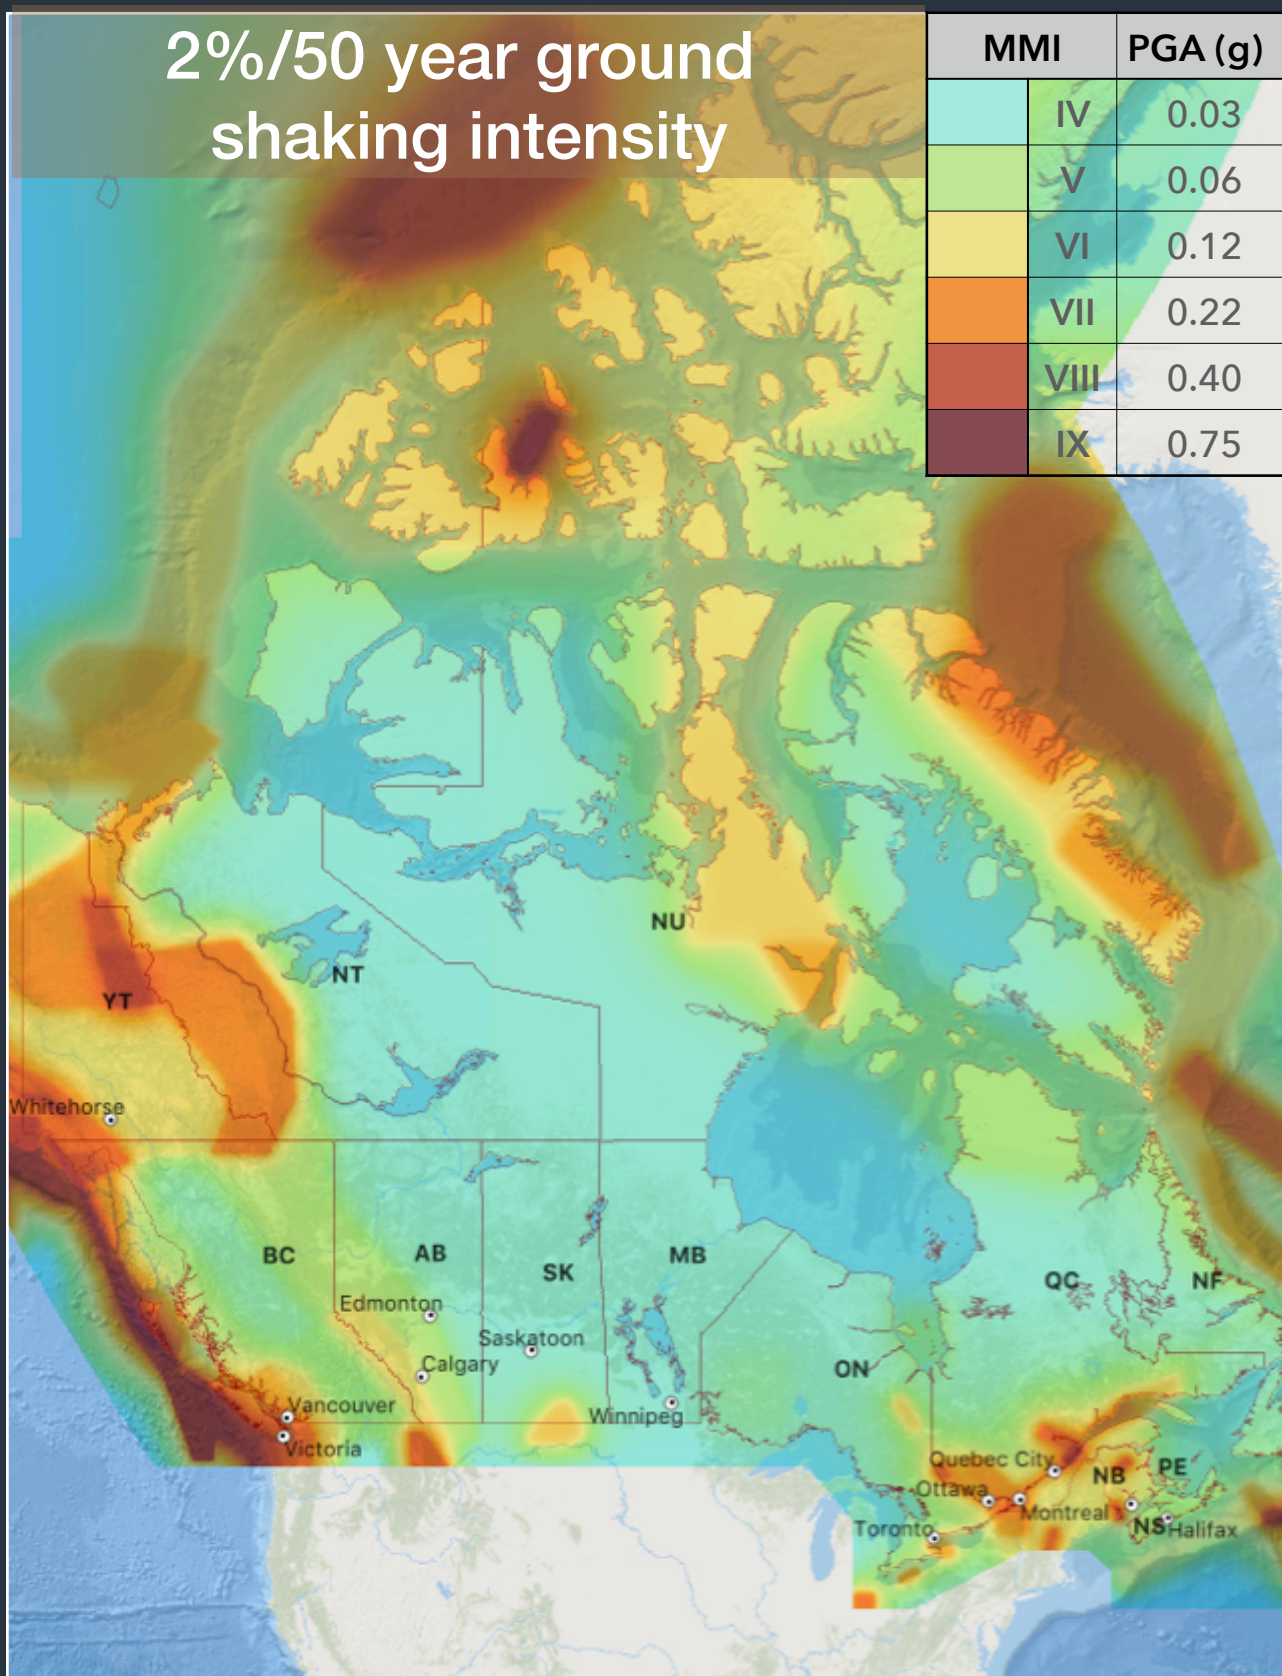 2%/50 year ground
shaking intensity
MMI PGA (g)
IV 0.03
V 0.06
VI 0.12
VII 0.22
VIII 0.40
IX 0.75
NU
NT
YT
Whitehorse
BC
AB
SK
MB
QC
NF
Edmonton
Saskatoon
Calgary
ON
Vancouver
Winnipeg
Victoria
Quebec City
NB
PE
Ottawa
Montreal
NS
Halifax
Toronto